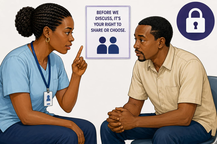 BEFORE
WE DISCUSS, IT'S
YOUR RIGHT TO
SHARE OR CHOOSE.